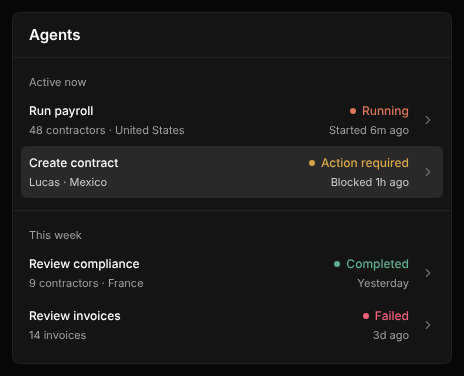 Agents
Active now
Run payroll
Running
48 contractors · United States
Started 6m ago
Create contract
Action required
Lucas · Mexico
Blocked 1h ago
This week
Review compliance
Completed
9 contractors · France
Yesterday
Review invoices
Failed
14 invoices
3d ago